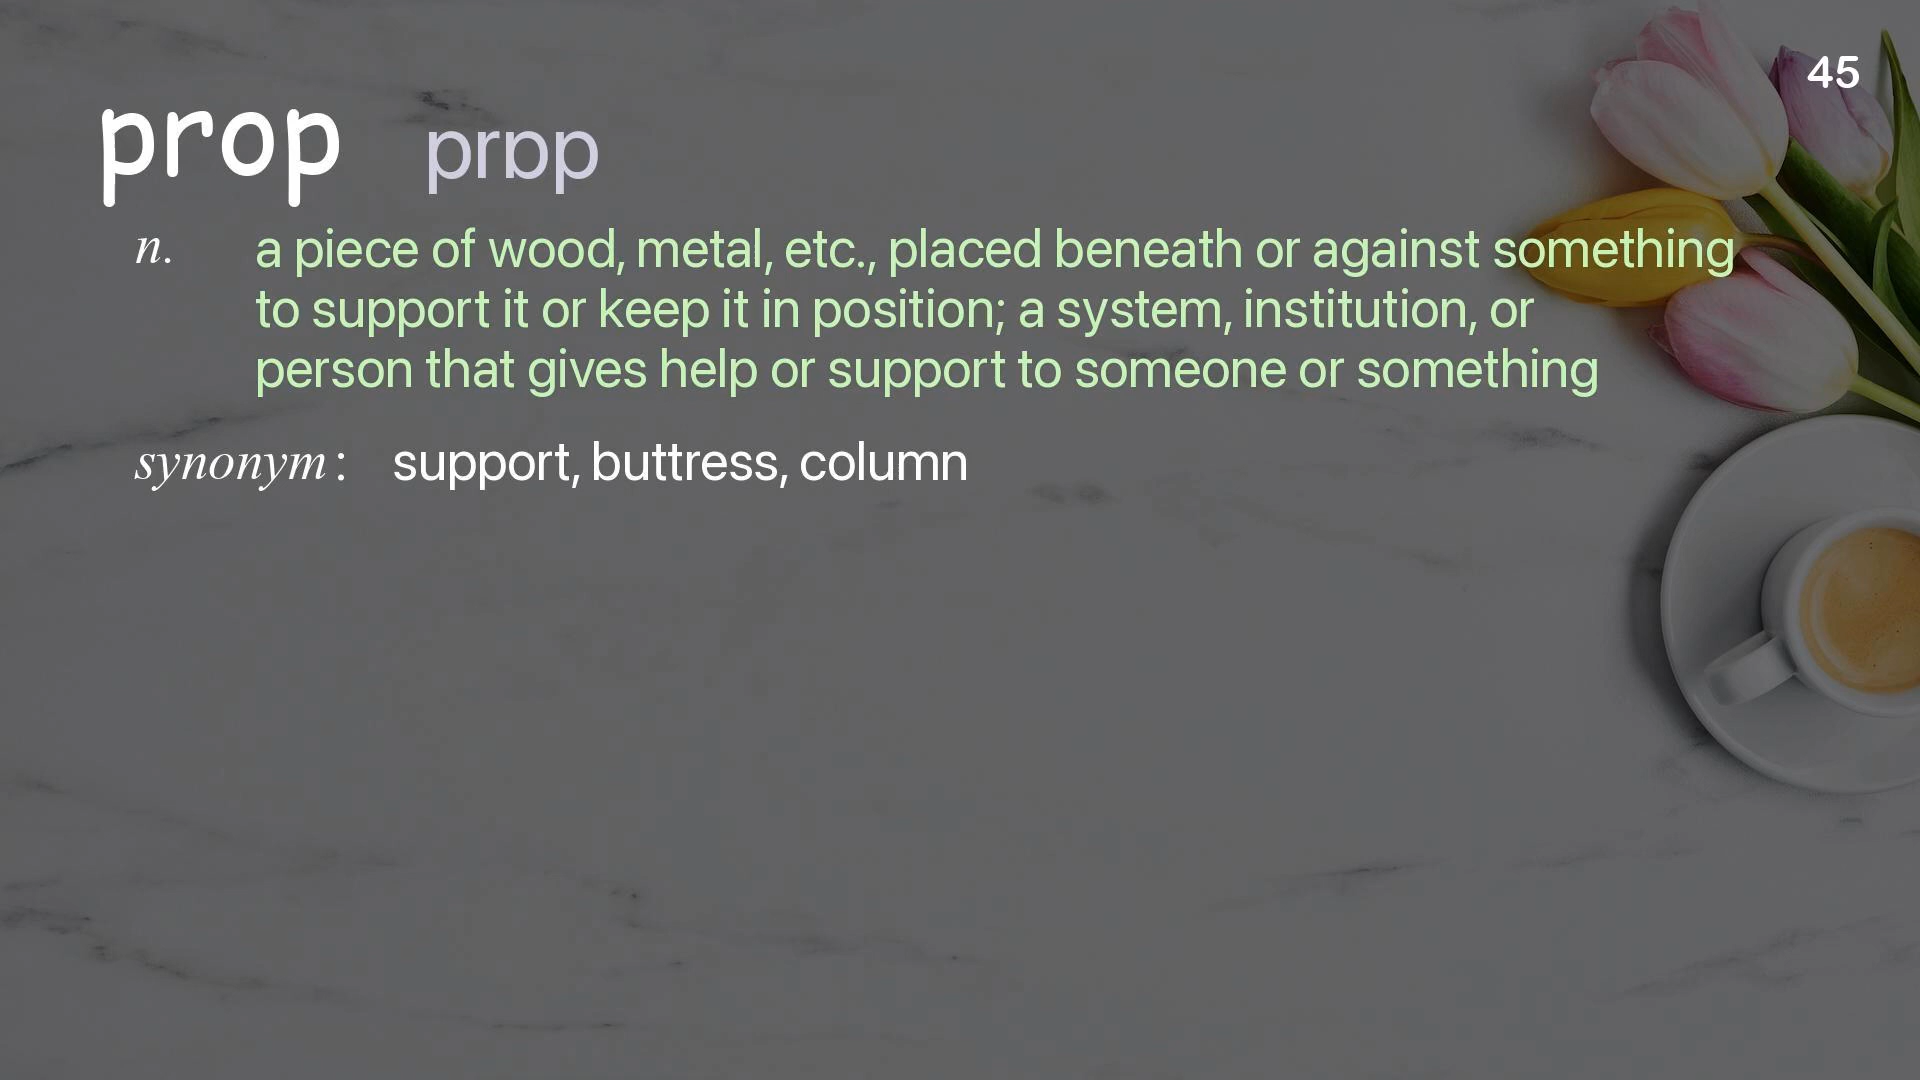 45
prop prɒp
n. a piece of wood, metal, etc., placed beneath or against something
to support it or keep it in position; a system, institution, or
person that gives help or support to someone or something
synonym: support, buttress, column